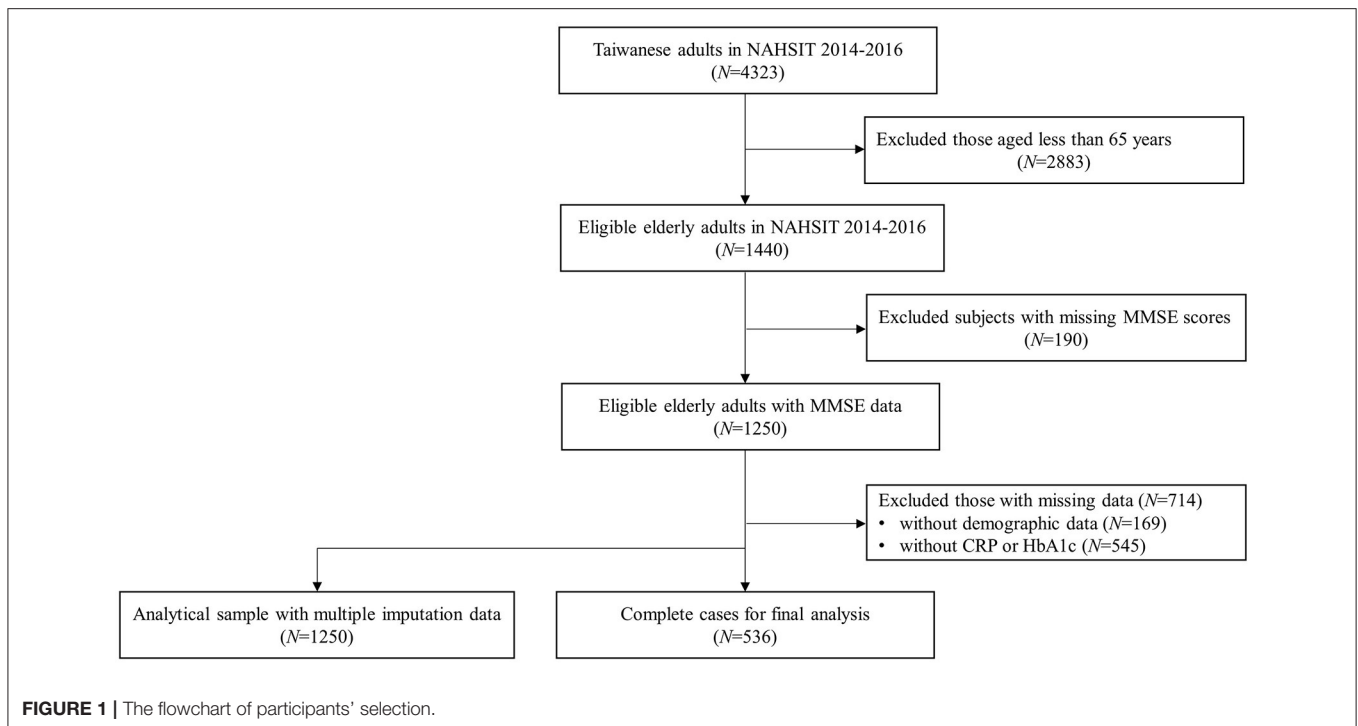 Taiwanese adults in NAHSIT 2014-2016
(N=4323)
Excluded those aged less than 65 years
(N=2883)
Eligible elderly adults in NAHSIT 2014-2016
(N=1440)
Excluded subjects with missing MMSE scores
(N=190)
Eligible elderly adults with MMSE data
(N=1250)
Excluded those with missing data (N=714)
• without demographic data (N=169)
• without CRP or HbA1c (N=545)
Analytical sample with multiple imputation data
(N=1250)
Complete cases for final analysis
(N=536)
FIGURE 1 | The flowchart of participants' selection.